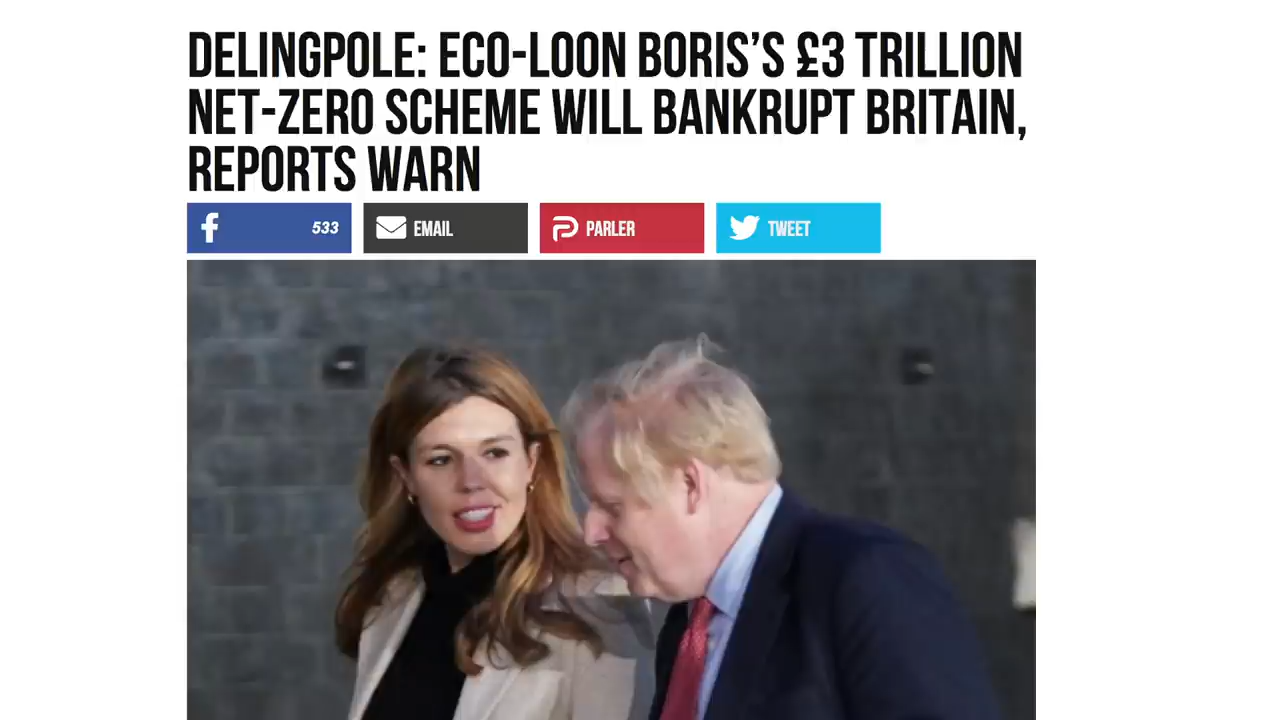 DELINGPOLE: ECO-LOON BORIS’S £3 TRILLION
NET-ZERO SCHEME WILL BANKRUPT BRITAIN,
REPORTS WARN
533 EMAIL PARLER TWEET